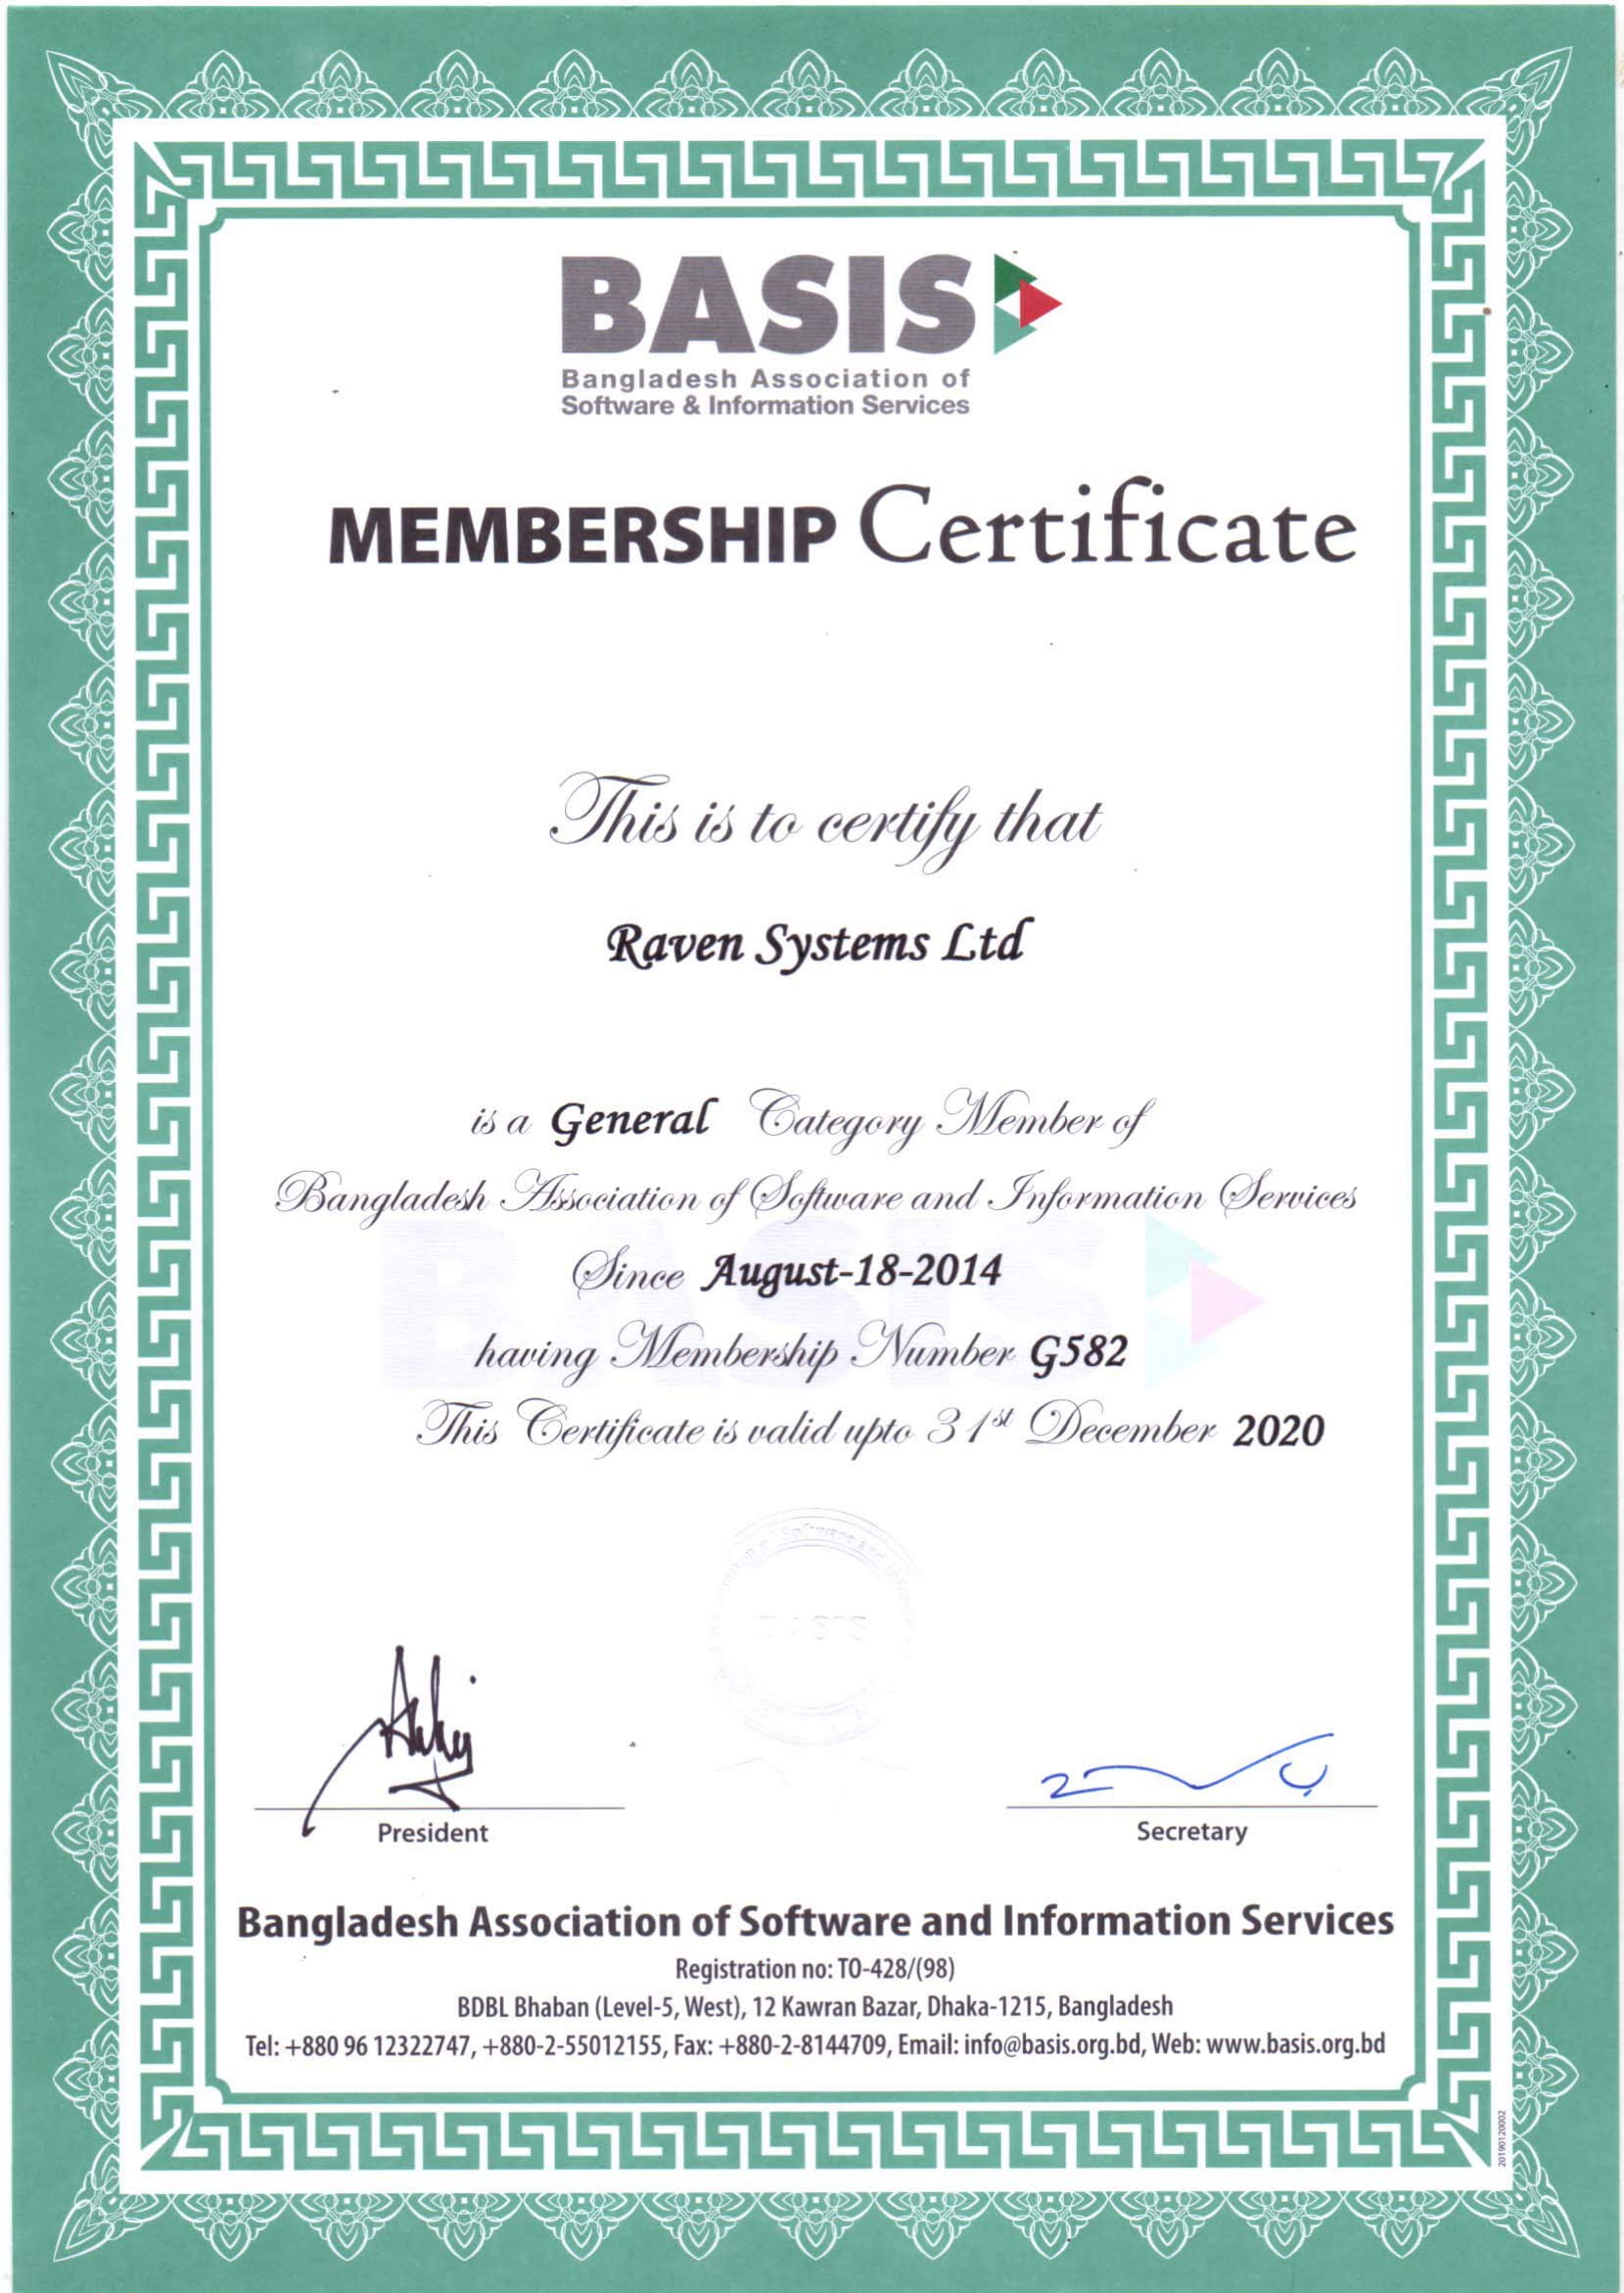 BASIS
Bangladesh Association of
Software & Information Services
MEMBERSHIP Certificate
This is to certify that
Raven Systems Ltd
is a General Category Member of
Bangladesh Association of Software and Information Services
Since August-18-2014
having Membership Number G582
This Certificate is valid upto 31st December 2020
President
Secretary
Bangladesh Association of Software and Information Services
Registration no: TO-428/(98)
BDBL Bhaban (Level-5, West), 12 Kawran Bazar, Dhaka-1215, Bangladesh
Tel: +880 96 12322747, +880-2-55012155, Fax: +880-2-8144709, Email: info@basis.org.bd, Web: www.basis.org.bd
20190120002